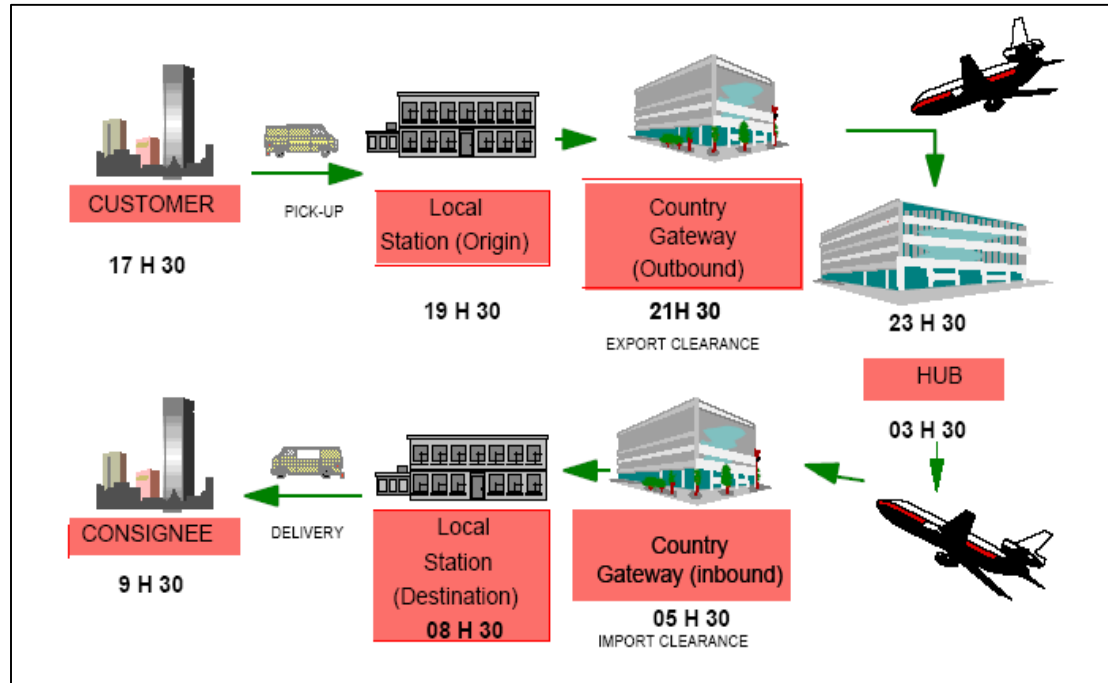 CUSTOMER
17 H 30
PICK-UP
Local
Station (Origin)
19 H 30
Country
Gateway
(Outbound)
21H 30
EXPORT CLEARANCE
23 H 30
HUB
03 H 30
Country
Gateway (inbound)
05 H 30
IMPORT CLEARANCE
Local
Station
(Destination)
08 H 30
DELIVERY
CONSIGNEE
9 H 30